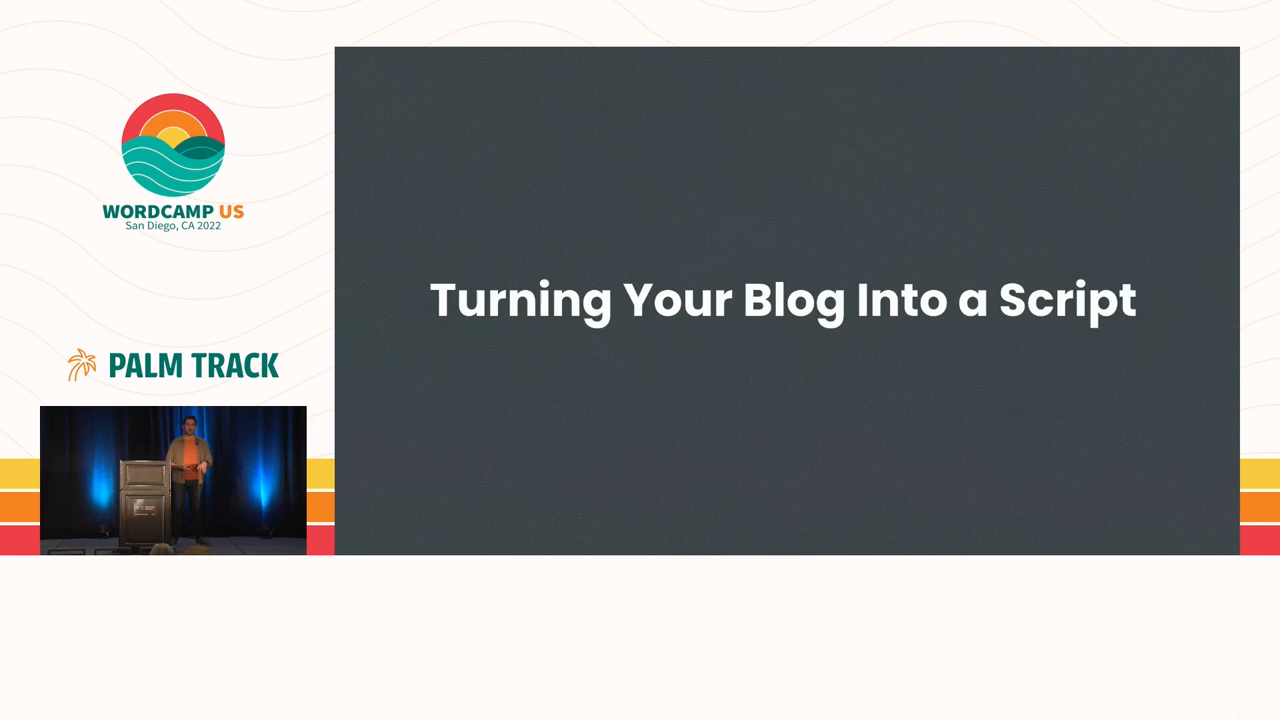 WORDCAMP US
San Diego, CA 2022
PALM TRACK
Turning Your Blog Into a Script